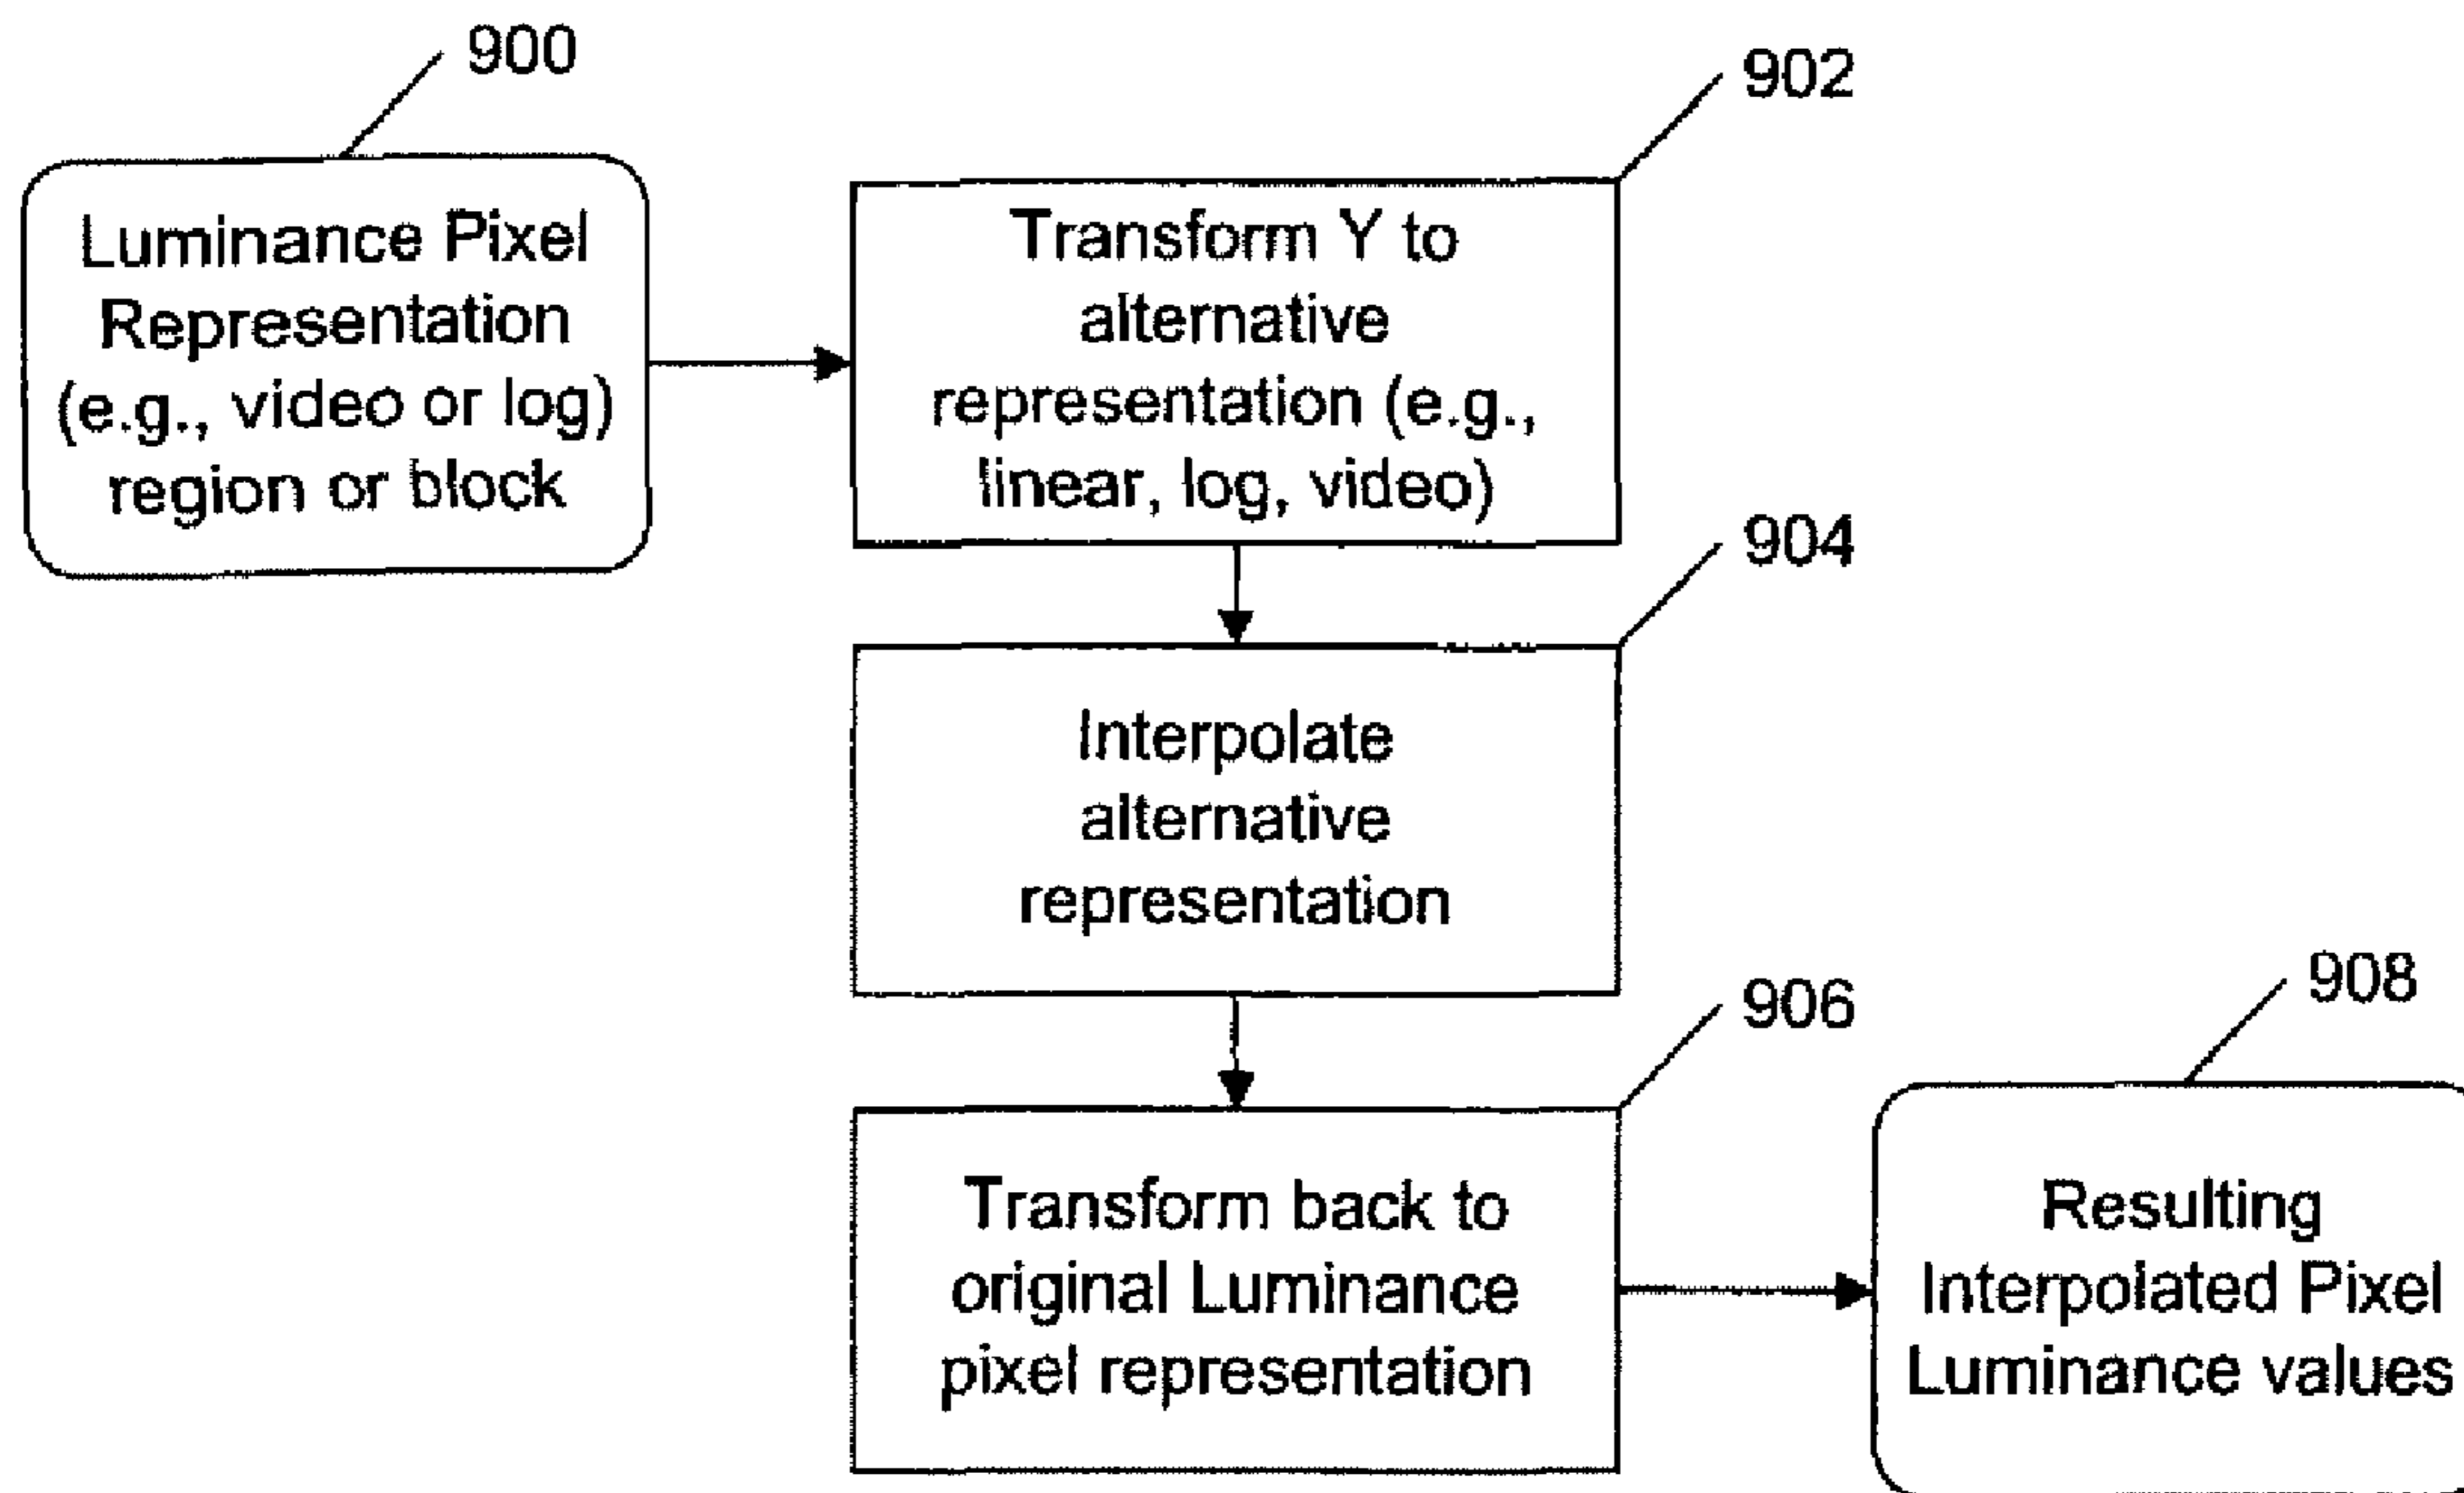 900
Luminance Pixel
Representation
(e.g., video or log)
region or block
902
Transform Y to
alternative
representation (e.g.,
linear, log, video)
904
Interpolate
alternative
representation
906
Transform back to
original Luminance
pixel representation
908
Resulting
Interpolated Pixel
Luminance values